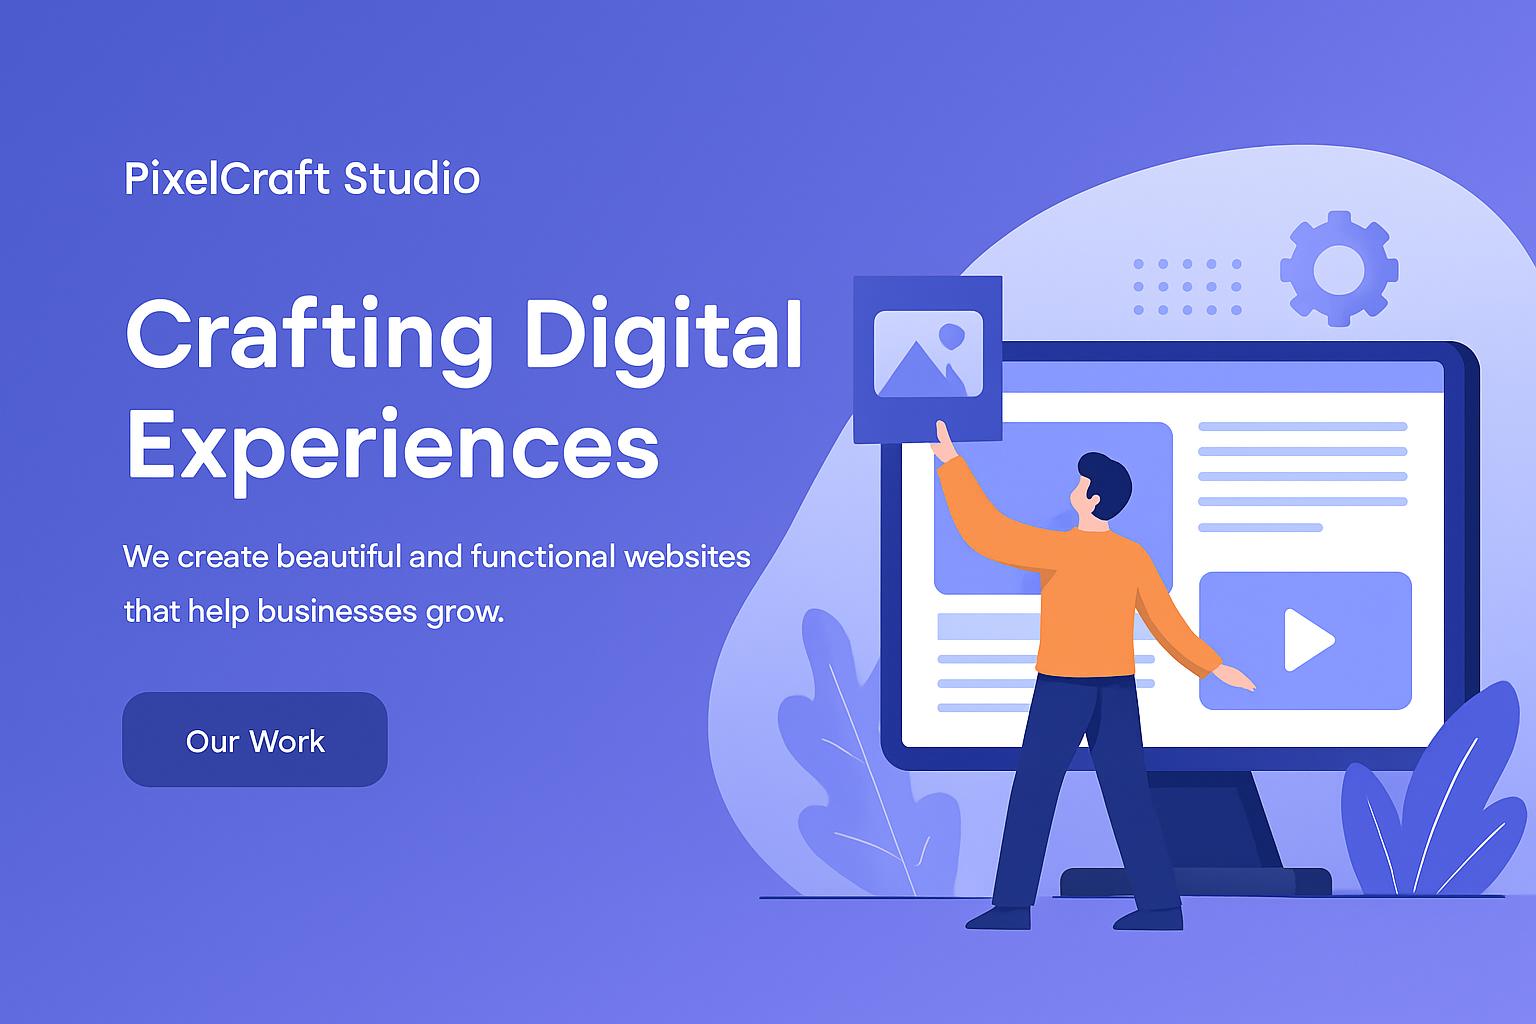 PixelCraft Studio
Crafting Digital
Experiences
We create beautiful and functional websites
that help businesses grow.
Our Work